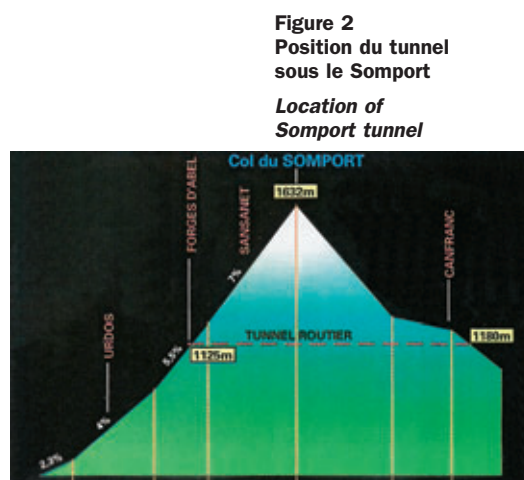 Figure 2
Position du tunnel
sous le Somport
Location of
Somport tunnel
Col du SOMPORT
1632m
FORGES D'ABEL
SANSANET
CANFRANC
URDOS
7%
TUNNEL ROUTIER
1180m
1125m
5,5%
4%
2,3%